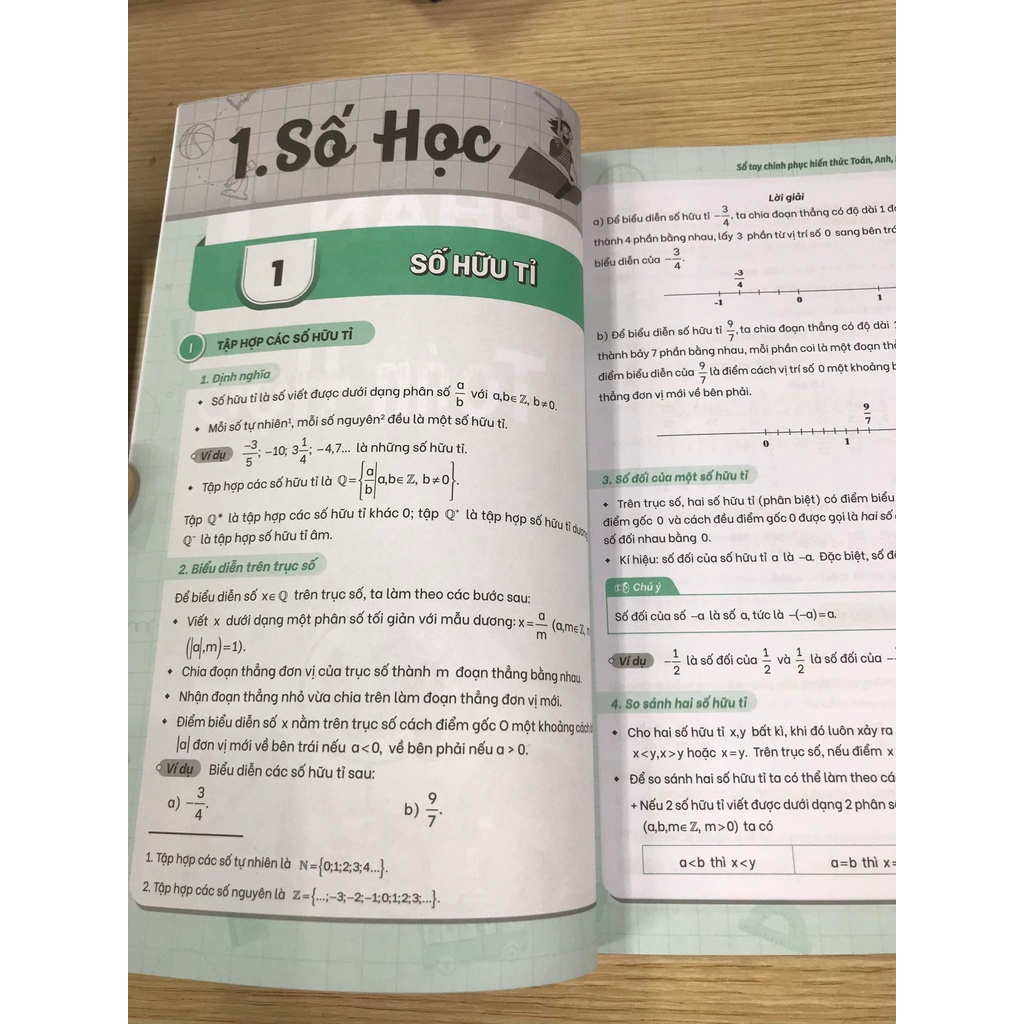 1. Số Học
1
SỐ HỮU TỈ
I
TẬP HỢP CÁC SỐ HỮU TỈ
1. Định nghĩa
• Số hữu tỉ là số viết được dưới dạng phân số a/b với a,b∈ℤ, b≠0.
• Mỗi số tự nhiên¹, mỗi số nguyên² đều là một số hữu tỉ.
Ví dụ -3/5; -10; 3 1/4; -4,7... là những số hữu tỉ.
• Tập hợp các số hữu tỉ là ℚ={a/b|a,b∈ℤ, b≠0}.
Tập ℚ* là tập hợp các số hữu tỉ khác 0; tập ℚ⁺ là tập hợp số hữu tỉ
ℚ⁻ là tập hợp số hữu tỉ âm.
2. Biểu diễn trên trục số
Để biểu diễn số x∈ℚ trên trục số, ta làm theo các bước sau:
• Viết x dưới dạng một phân số tối giản với mẫu dương: x=a/m (a,m∈ℤ,
(|a|,m)=1).
• Chia đoạn thẳng đơn vị của trục số thành m đoạn thẳng bằng nhau.
• Nhận đoạn thẳng nhỏ vừa chia trên làm đoạn thẳng đơn vị mới.
• Điểm biểu diễn số x nằm trên trục số cách điểm gốc O một khoảng cách
|a| đơn vị mới về bên trái nếu a<0, về bên phải nếu a > 0.
Ví dụ Biểu diễn các số hữu tỉ sau:
a) -3/4. b) 9/7.
1. Tập hợp các số tự nhiên là ℕ={0;1;2;3;4...}.
2. Tập hợp các số nguyên là ℤ={...;-3;-2;-1;0;1;2;3;...}.
Sổ tay chinh phục kiến thức Toán, Anh,
Lời giải
a) Để biểu diễn số hữu tỉ -3/4, ta chia đoạn thẳng có độ dài 1
thành 4 phần bằng nhau, lấy 3 phần từ vị trí số 0 sang bên
biểu diễn của -3/4.
-3/4
-1 0 1
b) Để biểu diễn số hữu tỉ 9/7, ta chia đoạn thẳng có độ dài
thành bảy 7 phần bằng nhau, mỗi phần coi là một đoạn
điểm biểu diễn của 9/7 là điểm cách vị trí số 0 một khoảng
thẳng đơn vị mới về bên phải.
9/7
0 1
3. Số đối của một số hữu tỉ
• Trên trục số, hai số hữu tỉ (phân biệt) có điểm biểu
điểm gốc 0 và cách đều điểm gốc 0 được gọi là hai số
số đối nhau bằng 0.
• Kí hiệu: số đối của số hữu tỉ a là -a. Đặc biệt, số
Chú ý
Số đối của số -a là số a, tức là -(-a)=a.
Ví dụ -1/2 là số đối của 1/2 và 1/2 là số đối của -
4. So sánh hai số hữu tỉ
• Cho hai số hữu tỉ x,y bất kì, khi đó luôn xảy ra
x<y,x>y hoặc x=y. Trên trục số, nếu điểm x
• Để so sánh hai số hữu tỉ ta có thể làm theo
+ Nếu 2 số hữu tỉ viết được dưới dạng 2 phân
(a,b,m∈ℤ, m>0) ta có
a<b thì x<y a=b thì x=